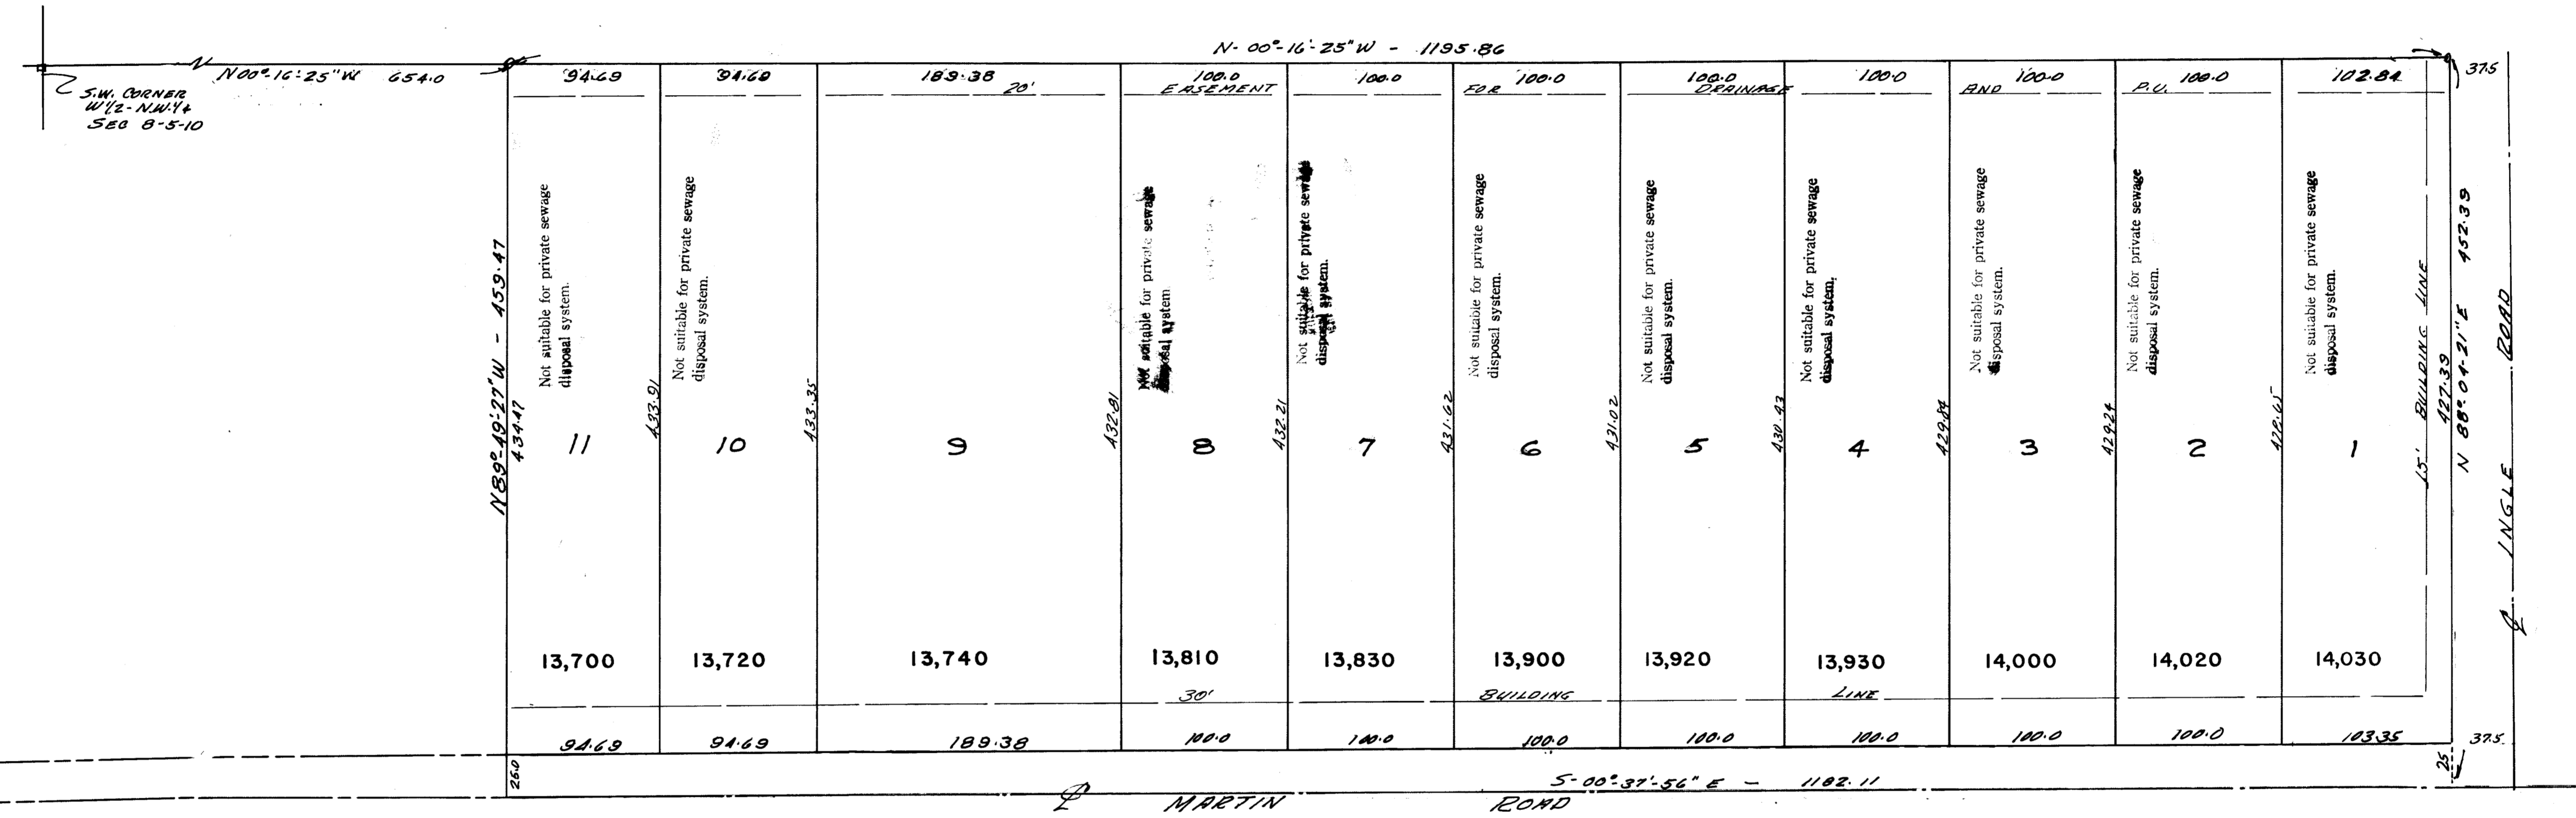 N- 00°-16'-25" W - 1195.86
N 00°-16'-25" W 654.0
94.69 94.69 189.38 100.0 100.0 100.0 100.0 100.0 100.0 100.0 102.84
37.5
20' EASEMENT FOR DRAINAGE AND P.U.
S.W. CORNER
W 1/2 - N.W. 1/4
SEC 8-5-10
N 89°-49'-27" W - 459.47
434.47
Not suitable for private sewage
disposal system.
433.91
Not suitable for private sewage
disposal system.
433.35
432.81
Not suitable for private sewage
disposal system.
432.21
Not suitable for private sewage
disposal system.
431.62
Not suitable for private sewage
disposal system.
431.02
Not suitable for private sewage
disposal system.
430.43
Not suitable for private sewage
disposal system.
429.84
Not suitable for private sewage
disposal system.
429.24
Not suitable for private sewage
disposal system.
428.65
Not suitable for private sewage
disposal system.
15' BUILDING LINE
427.39
N 88°-04'-21" E 452.39
℄ INGLE ROAD
11 10 9 8 7 6 5 4 3 2 1
13,700 13,720 13,740 13,810 13,830 13,900 13,920 13,930 14,000 14,020 14,030
30' BUILDING LINE
94.69 94.69 189.38 100.0 100.0 100.0 100.0 100.0 100.0 100.0 103.35
37.5
25.0
25
S- 00°-37'-56" E - 1182.11
℄ MARTIN ROAD